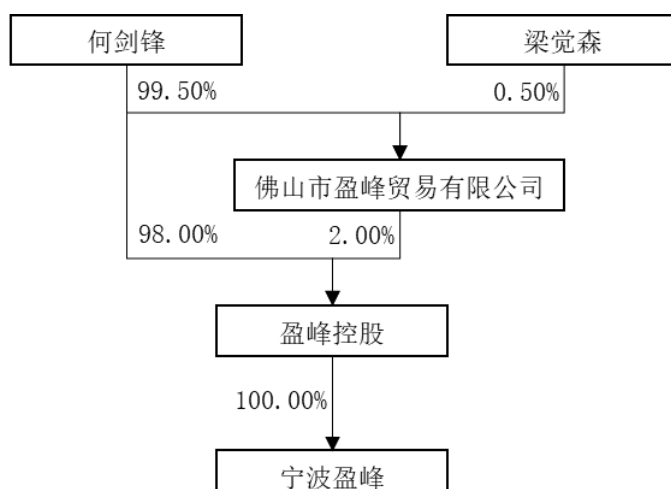 何剑锋
梁觉森
99.50%
0.50%
佛山市盈峰贸易有限公司
98.00%
2.00%
盈峰控股
100.00%
宁波盈峰